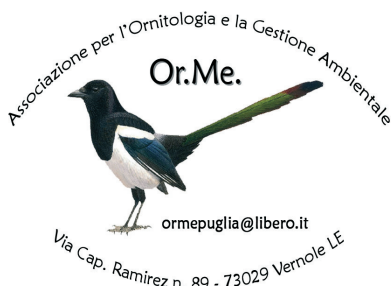 Associazione per l'Ornitologia e la Gestione Ambientale
Or.Me.
ormepuglia@libero.it
Via Cap. Ramirez n. 89 - 73029 Vernole LE